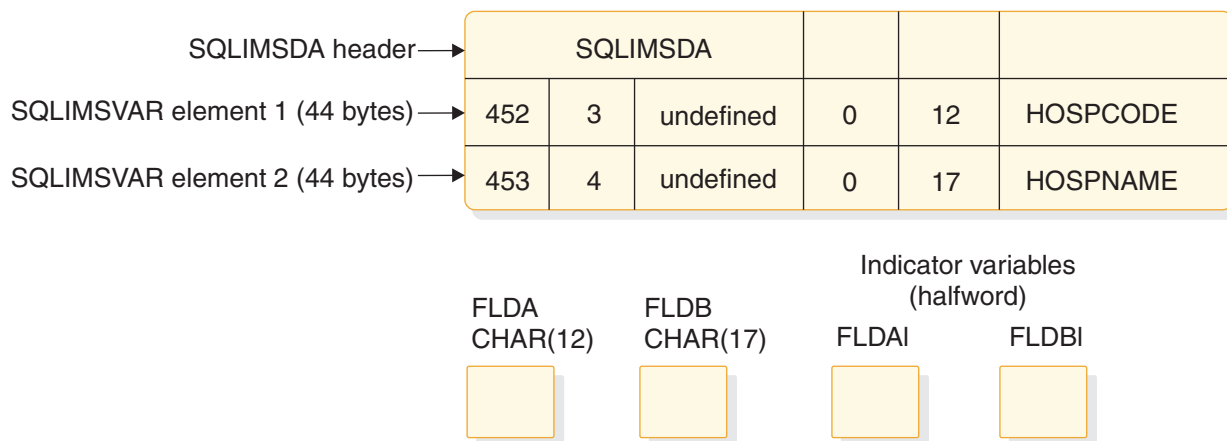 SQLIMSDA header
SQLIMSDA
SQLIMSVAR element 1 (44 bytes)
452 3 undefined 0 12 HOSPCODE
SQLIMSVAR element 2 (44 bytes)
453 4 undefined 0 17 HOSPNAME
Indicator variables
(halfword)
FLDA
CHAR(12)
FLDB
CHAR(17)
FLDAI
FLDBI